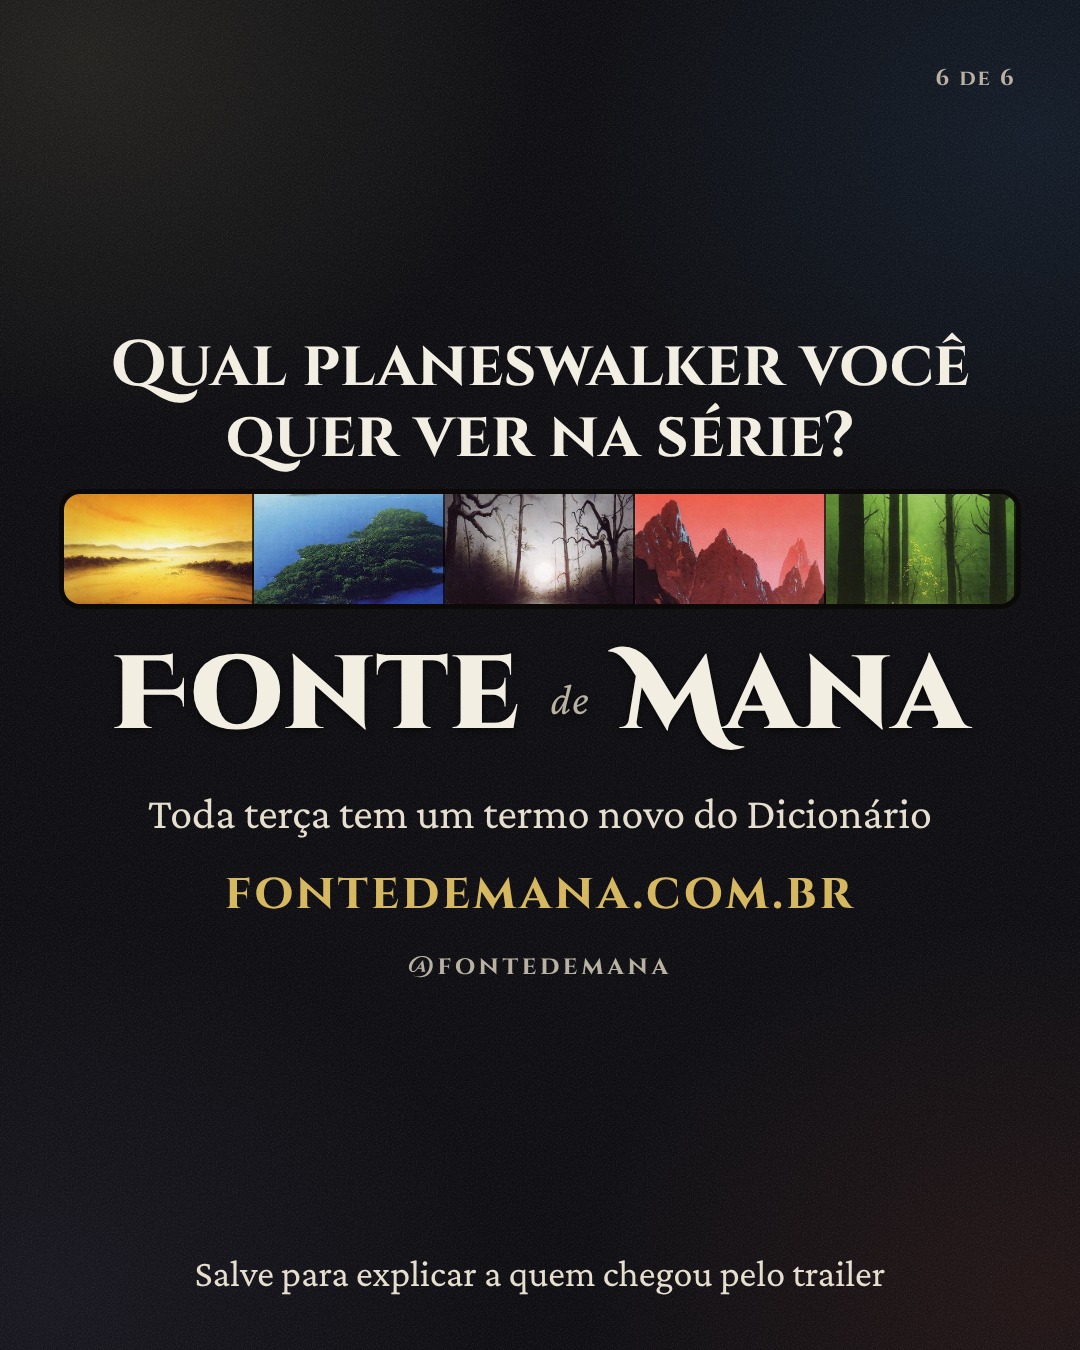 6 DE 6
QUAL PLANESWALKER VOCÊ
QUER VER NA SÉRIE?
FONTE de MANA
Toda terça tem um termo novo do Dicionário
FONTEDEMANA.COM.BR
@FONTEDEMANA
Salve para explicar a quem chegou pelo trailer